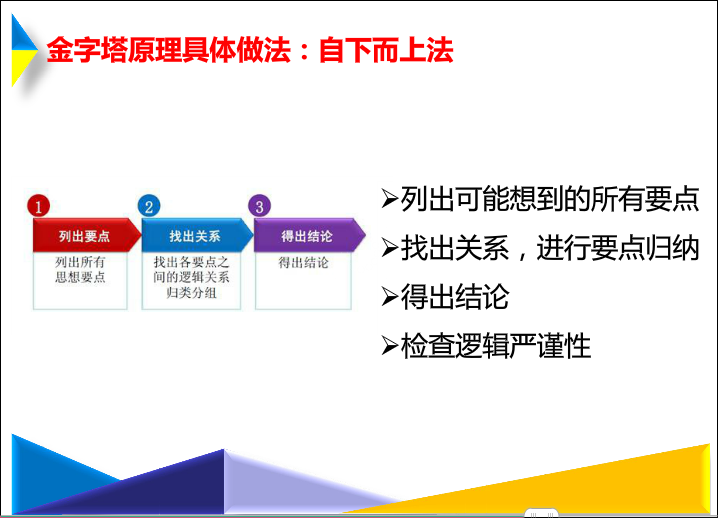 金字塔原理具体做法：自下而上法
1
列出要点
列出所有
思想要点
2
找出关系
找出各要点之
间的逻辑关系
归类分组
3
得出结论
得出结论
➢列出可能想到的所有要点
➢找出关系，进行要点归纳
➢得出结论
➢检查逻辑严谨性